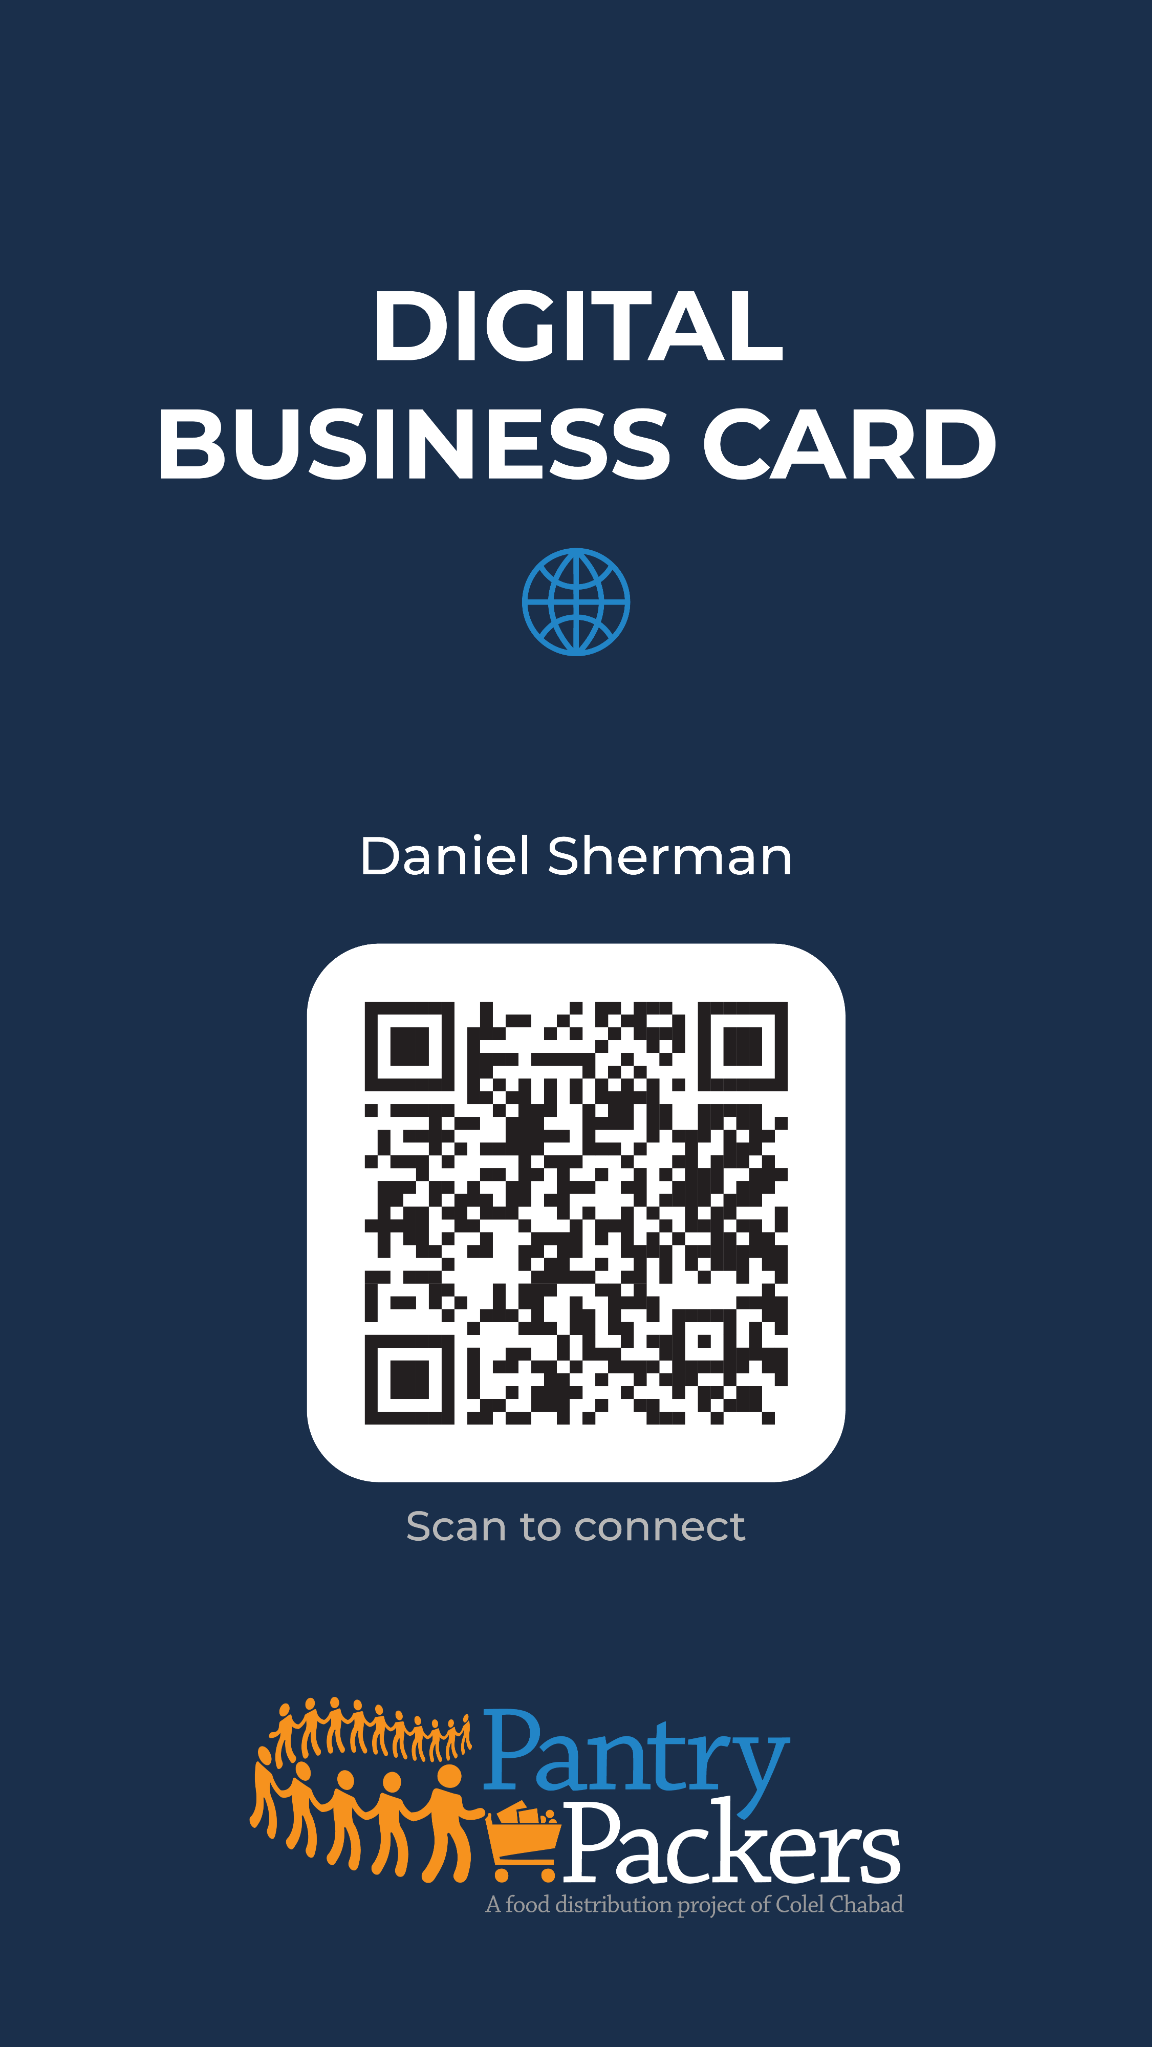 DIGITAL
BUSINESS CARD
Daniel Sherman
Scan to connect
Pantry
Packers
A food distribution project of Colel Chabad